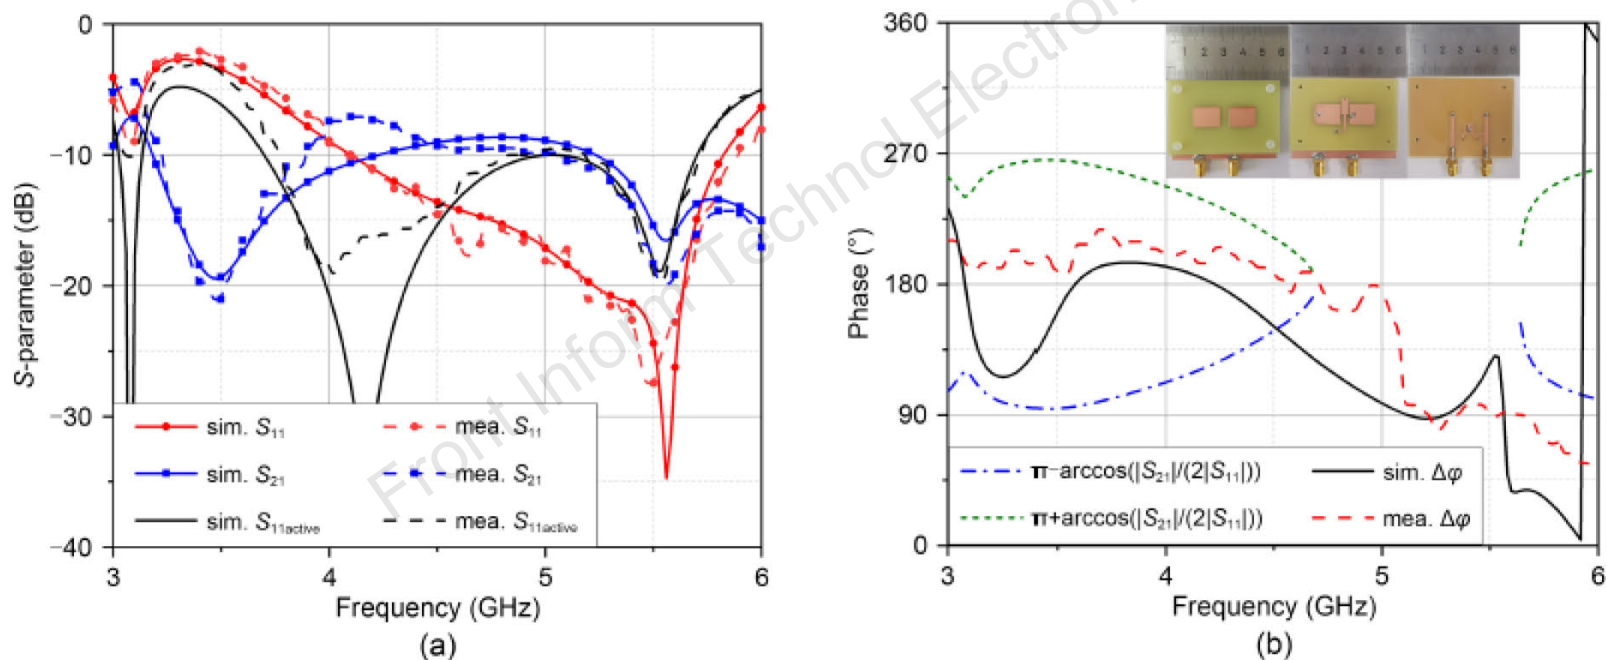 0
−10
−20
−30
−40
S-parameter (dB)
sim. S₁₁
mea. S₁₁
sim. S₂₁
mea. S₂₁
sim. S₁₁active
mea. S₁₁active
3
4
5
6
Frequency (GHz)
(a)
360
270
180
90
0
Phase (°)
1 2 3 4 5 6
1 2 3 4 5 6
1 2 3 4 5 6
π−arccos(|S₂₁|/(2|S₁₁|))
sim. Δφ
π+arccos(|S₂₁|/(2|S₁₁|))
mea. Δφ
3
4
5
6
Frequency (GHz)
(b)
Front Inform Technol Electron